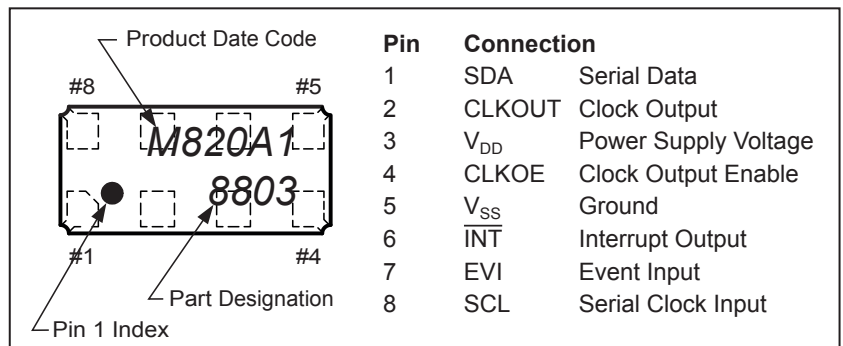 Product Date Code
#8
#5
M820A1
8803
#1
#4
Part Designation
Pin 1 Index
Pin Connection
1 SDA Serial Data
2 CLKOUT Clock Output
3 VDD Power Supply Voltage
4 CLKOE Clock Output Enable
5 VSS Ground
6 I̅N̅T̅ Interrupt Output
7 EVI Event Input
8 SCL Serial Clock Input